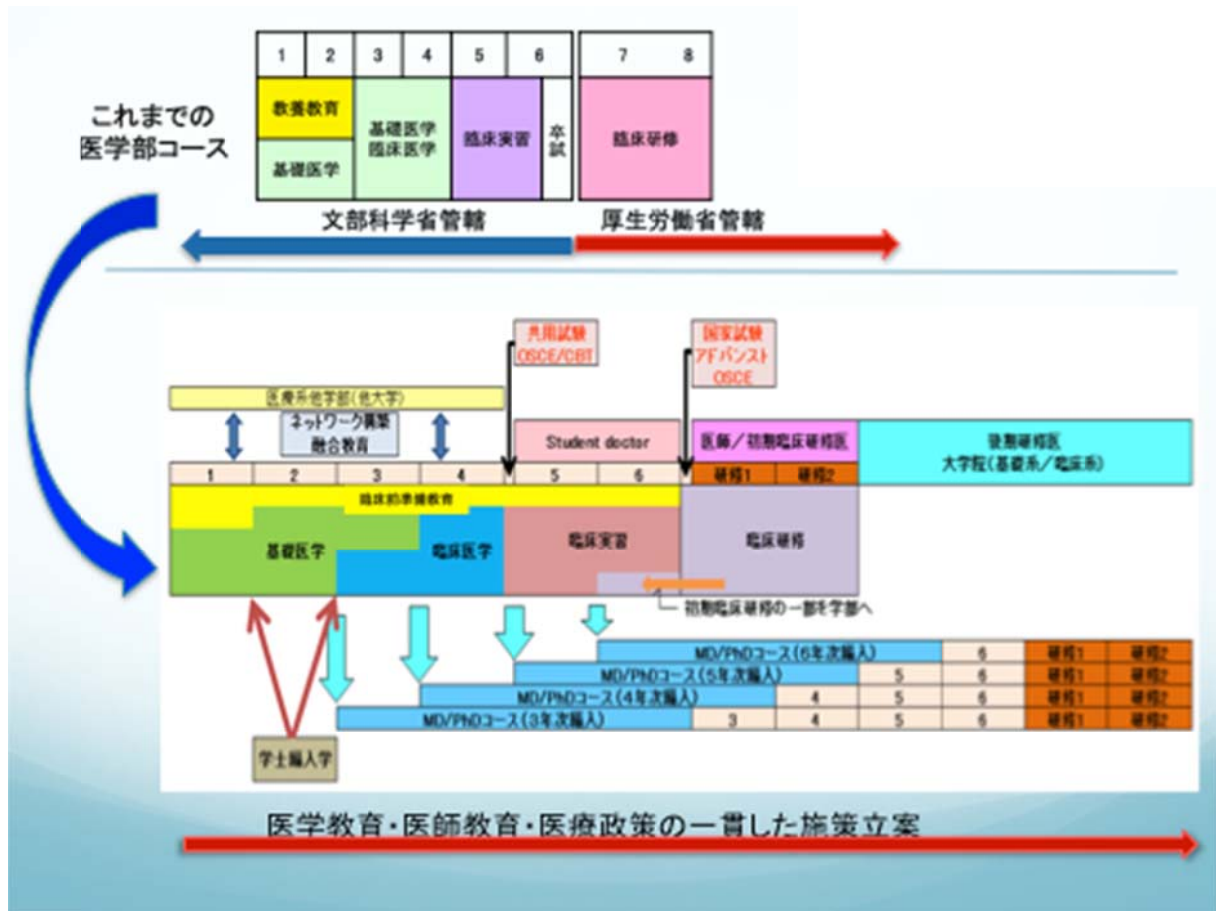 1 2 3 4 5 6 7 8
これまでの
医学部コース
教養教育
基礎医学
基礎医学
臨床医学
臨床実習
卒
試
臨床研修
文部科学省管轄
厚生労働省管轄
共用試験
OSCE/CBT
国家試験
アドバンスト
OSCE
医療系他学部(他大学)
ネットワーク構築
融合教育
Student doctor
医師/初期臨床研修医
後期研修医
大学院(基礎系/臨床系)
1 2 3 4 5 6 研修1 研修2
臨床前準備教育
基礎医学
臨床医学
臨床実習
臨床研修
初期臨床研修の一部を学部へ
MD/PhDコース(6年次編入) 6 研修1 研修2
MD/PhDコース(5年次編入) 5 6 研修1 研修2
MD/PhDコース(4年次編入) 4 5 6 研修1 研修2
MD/PhDコース(3年次編入) 3 4 5 6 研修1 研修2
学士編入学
医学教育・医師教育・医療政策の一貫した施策立案